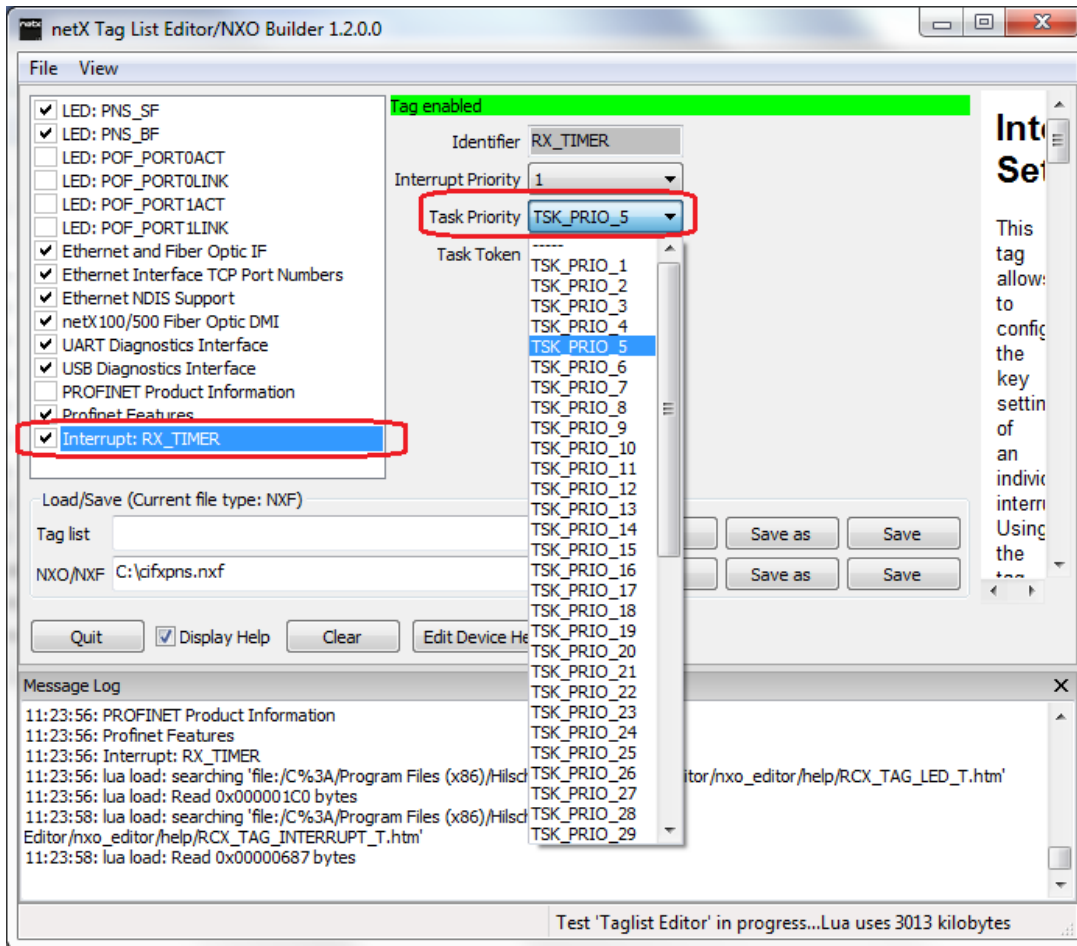 netx netX Tag List Editor/NXO Builder 1.2.0.0
File View
LED: PNS_SF
LED: PNS_BF
LED: POF_PORT0ACT
LED: POF_PORT0LINK
LED: POF_PORT1ACT
LED: POF_PORT1LINK
Ethernet and Fiber Optic IF
Ethernet Interface TCP Port Numbers
Ethernet NDIS Support
netX100/500 Fiber Optic DMI
UART Diagnostics Interface
USB Diagnostics Interface
PROFINET Product Information
Profinet Features
Interrupt: RX_TIMER
Tag enabled
Identifier RX_TIMER
Interrupt Priority 1
Task Priority TSK_PRIO_5
Task Token
-----
TSK_PRIO_1
TSK_PRIO_2
TSK_PRIO_3
TSK_PRIO_4
TSK_PRIO_5
TSK_PRIO_6
TSK_PRIO_7
TSK_PRIO_8
TSK_PRIO_9
TSK_PRIO_10
TSK_PRIO_11
TSK_PRIO_12
TSK_PRIO_13
TSK_PRIO_14
TSK_PRIO_15
TSK_PRIO_16
TSK_PRIO_17
TSK_PRIO_18
TSK_PRIO_19
TSK_PRIO_20
TSK_PRIO_21
TSK_PRIO_22
TSK_PRIO_23
TSK_PRIO_24
TSK_PRIO_25
TSK_PRIO_26
TSK_PRIO_27
TSK_PRIO_28
TSK_PRIO_29
Inte
Set
This
tag
allows
to
config
the
key
settin
of
an
individ
interru
Using
the
tag
Load/Save (Current file type: NXF)
Tag list Save as Save
NXO/NXF C:\cifxpns.nxf Save as Save
Quit Display Help Clear Edit Device He
Message Log
11:23:56: PROFINET Product Information
11:23:56: Profinet Features
11:23:56: Interrupt: RX_TIMER
11:23:56: lua load: searching 'file:/C%3A/Program Files (x86)/Hilsch itor/nxo_editor/help/RCX_TAG_LED_T.htm'
11:23:56: lua load: Read 0x000001C0 bytes
11:23:58: lua load: searching 'file:/C%3A/Program Files (x86)/Hilsch
Editor/nxo_editor/help/RCX_TAG_INTERRUPT_T.htm'
11:23:58: lua load: Read 0x00000687 bytes
Test 'Taglist Editor' in progress...Lua uses 3013 kilobytes